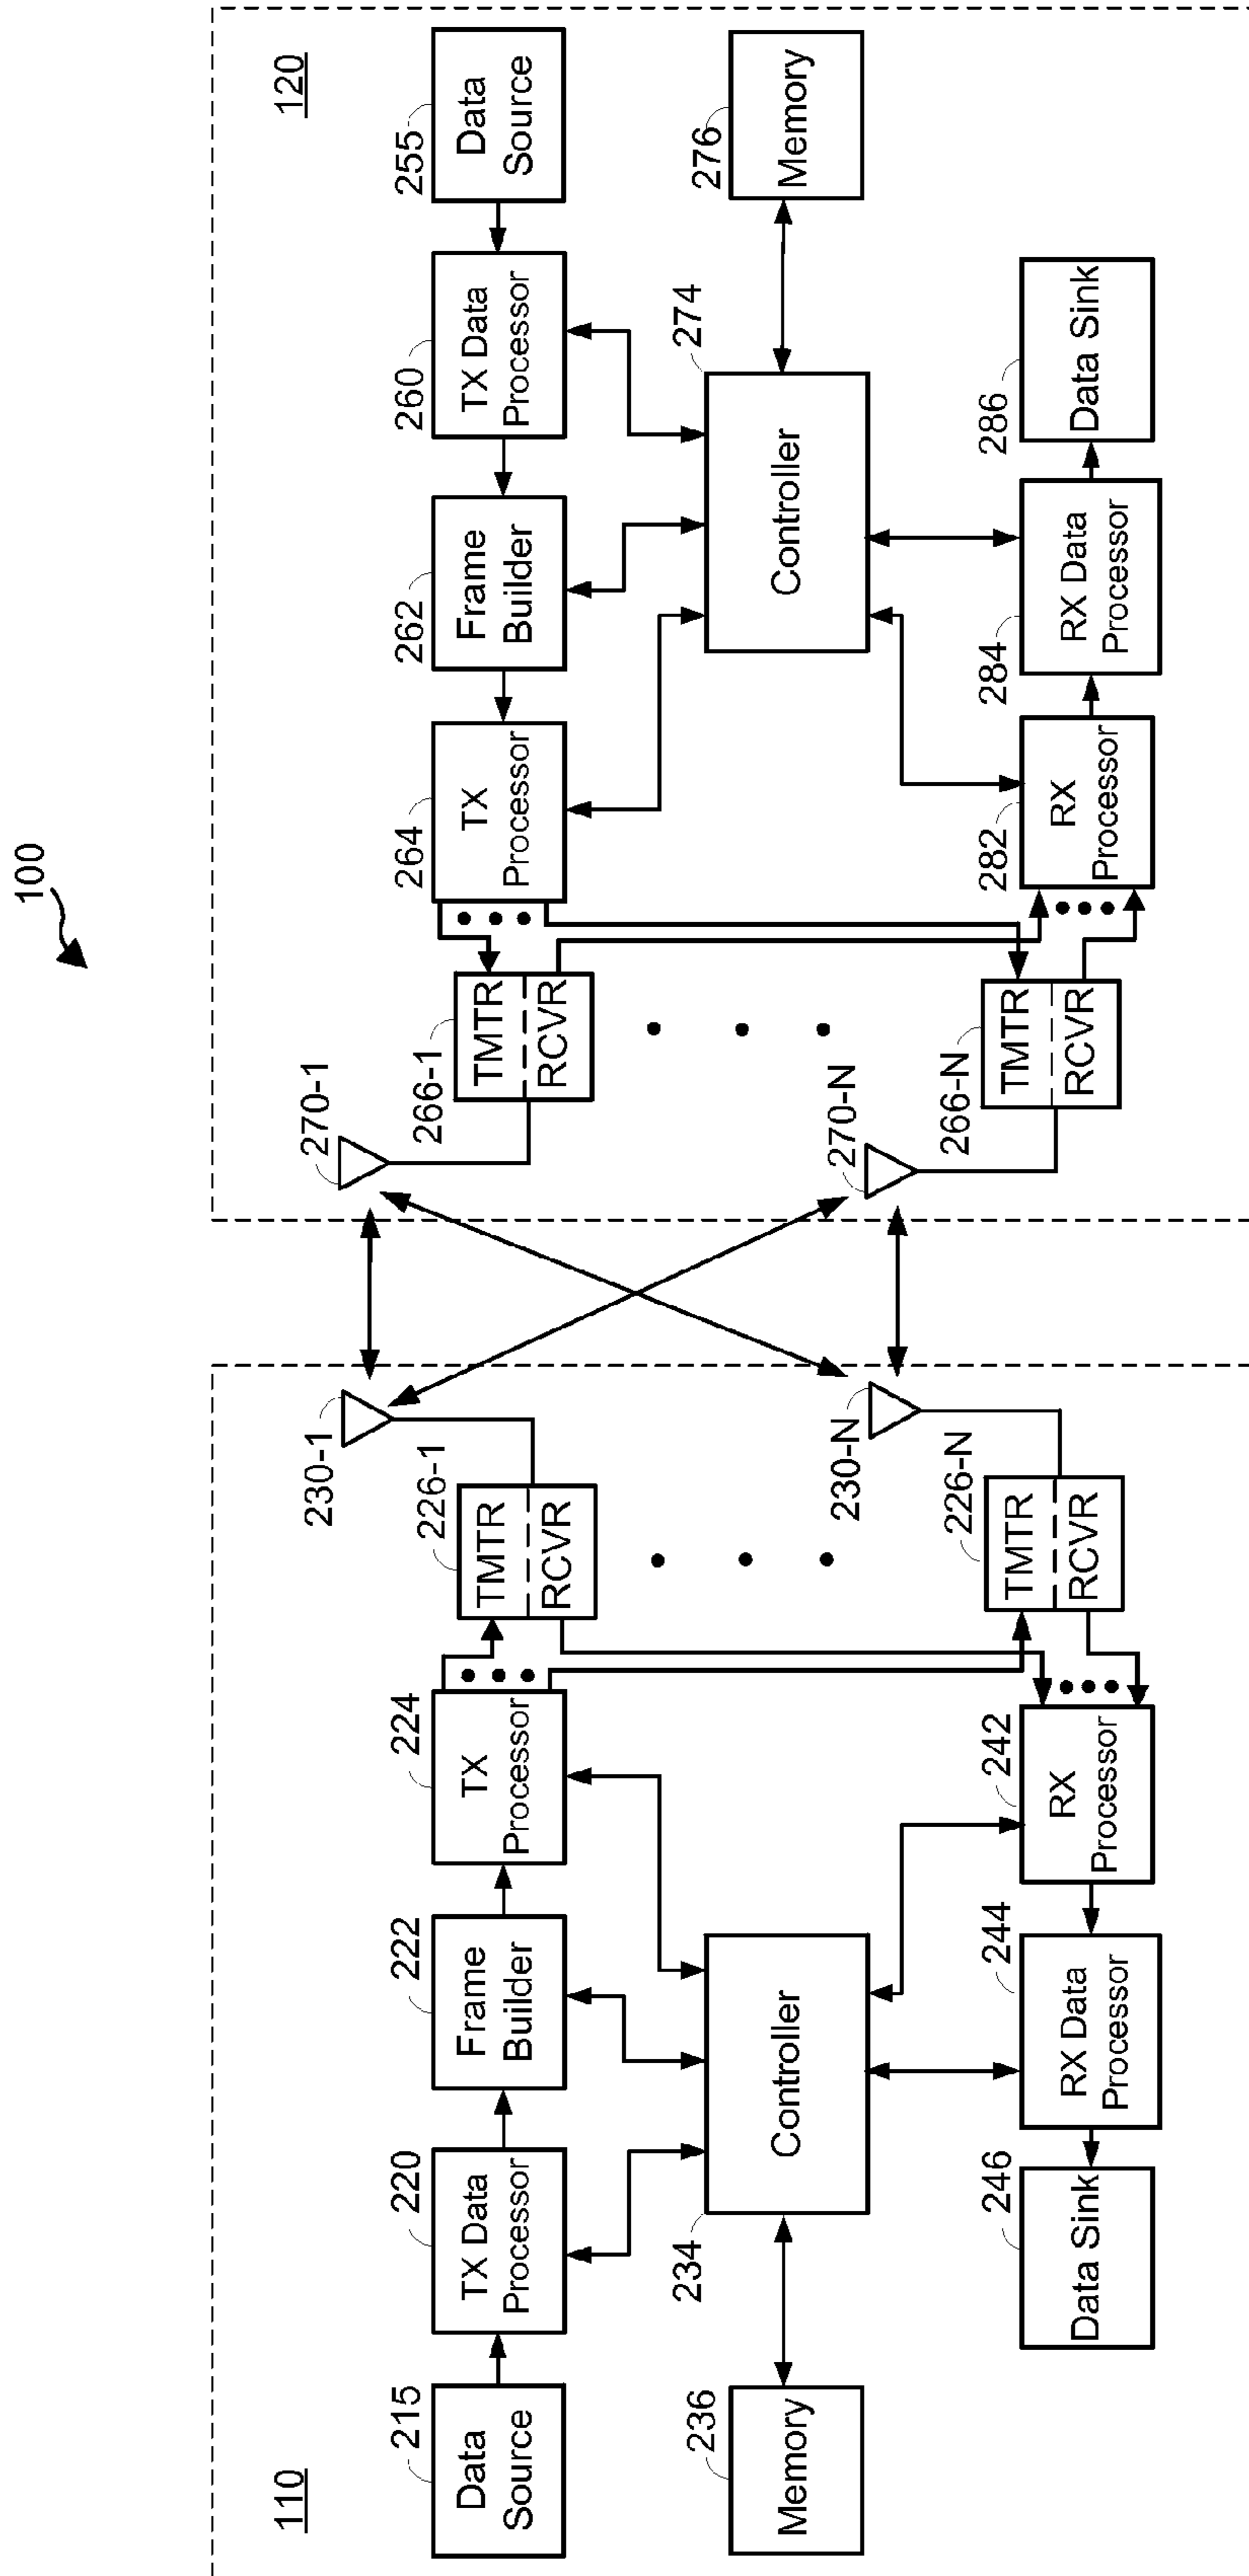 100
110
120
215
220
222
224
226-1
230-1
270-1
266-1
264
262
260
255
Data
Source
TX Data
Processor
Frame
Builder
TX
Processor
TMTR
RCVR
TMTR
RCVR
TX
Processor
Frame
Builder
TX Data
Processor
Data
Source
236
234
274
276
Memory
Controller
Controller
Memory
246
244
242
226-N
230-N
270-N
266-N
282
284
286
Data Sink
RX Data
Processor
RX
Processor
TMTR
RCVR
TMTR
RCVR
RX
Processor
RX Data
Processor
Data Sink